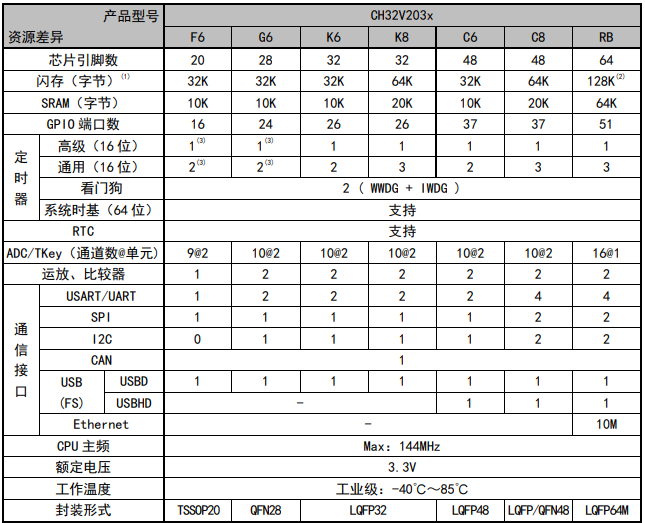 产品型号 CH32V203x
资源差异 F6 G6 K6 K8 C6 C8 RB
芯片引脚数 20 28 32 32 48 48 64
闪存（字节）(1) 32K 32K 32K 64K 32K 64K 128K(2)
SRAM（字节） 10K 10K 10K 20K 10K 20K 64K
GPIO 端口数 16 24 26 26 37 37 51
定时器 高级（16 位） 1(3) 1(3) 1 1 1 1 1
通用（16 位） 2(3) 2(3) 2 3 2 3 3
看门狗 2 ( WWDG + IWDG )
系统时基（64 位） 支持
RTC 支持
ADC/TKey（通道数@单元） 9@2 10@2 10@2 10@2 10@2 10@2 16@1
运放、比较器 1 2 2 2 2 2 2
通信接口 USART/UART 1 2 2 2 2 4 4
SPI 1 1 1 1 1 2 2
I2C 0 1 1 1 1 2 2
CAN 1
USB (FS) USBD 1 1 1 1 1 1 1
USBHD - 1 1 1
Ethernet - 10M
CPU 主频 Max：144MHz
额定电压 3.3V
工作温度 工业级：-40℃～85℃
封装形式 TSSOP20 QFN28 LQFP32 LQFP48 LQFP/QFN48 LQFP64M